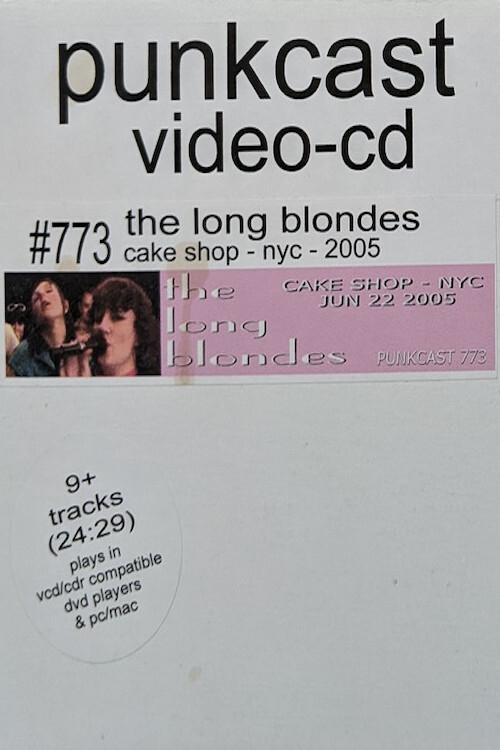 punkcast
video-cd
#773 the long blondes
cake shop - nyc - 2005
the
long
blondes
CAKE SHOP - NYC
JUN 22 2005
PUNKCAST 773
9+
tracks
(24:29)
plays in
vcd/cdr compatible
dvd players
& pc/mac